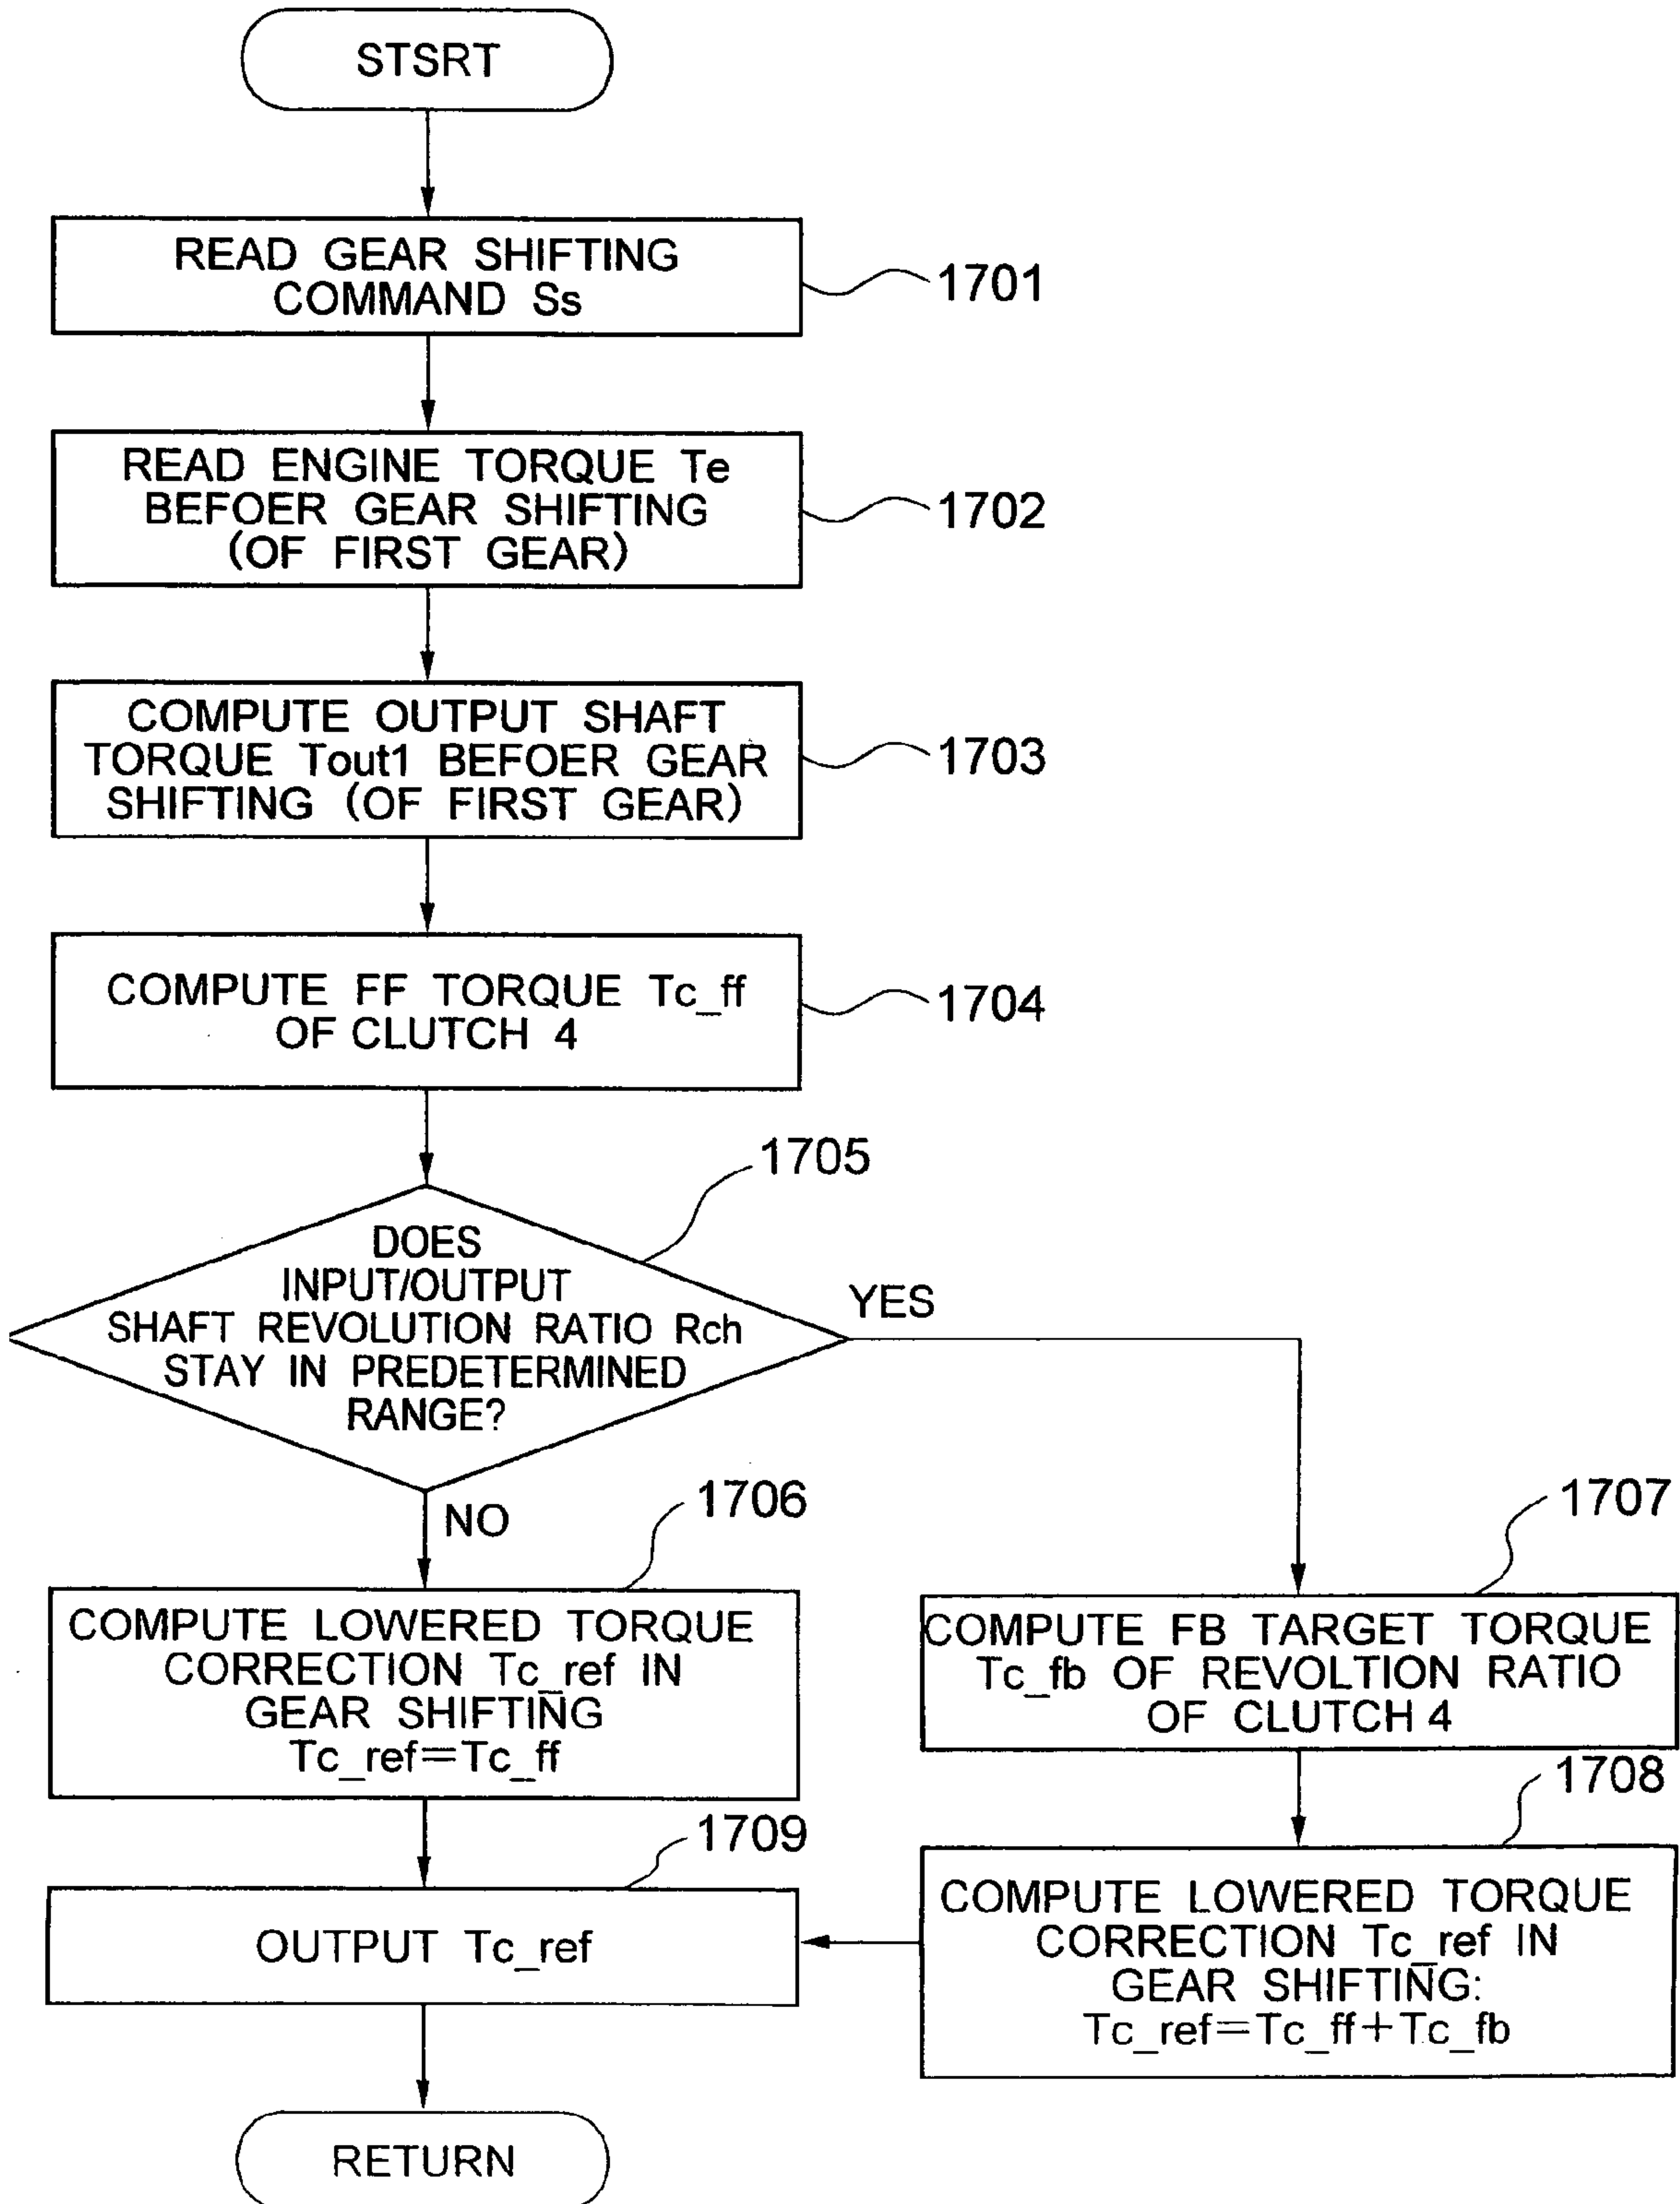 STSRT
READ GEAR SHIFTING
COMMAND Ss
1701
READ ENGINE TORQUE Te
BEFOER GEAR SHIFTING
(OF FIRST GEAR)
1702
COMPUTE OUTPUT SHAFT
TORQUE Tout1 BEFOER GEAR
SHIFTING (OF FIRST GEAR)
1703
COMPUTE FF TORQUE Tc_ff
OF CLUTCH 4
1704
1705
DOES
INPUT/OUTPUT
SHAFT REVOLUTION RATIO Rch
STAY IN PREDETERMINED
RANGE?
YES
NO
1706
COMPUTE LOWERED TORQUE
CORRECTION Tc_ref IN
GEAR SHIFTING
Tc_ref=Tc_ff
1707
COMPUTE FB TARGET TORQUE
Tc_fb OF REVOLTION RATIO
OF CLUTCH 4
1708
COMPUTE LOWERED TORQUE
CORRECTION Tc_ref IN
GEAR SHIFTING:
Tc_ref=Tc_ff+Tc_fb
1709
OUTPUT Tc_ref
RETURN